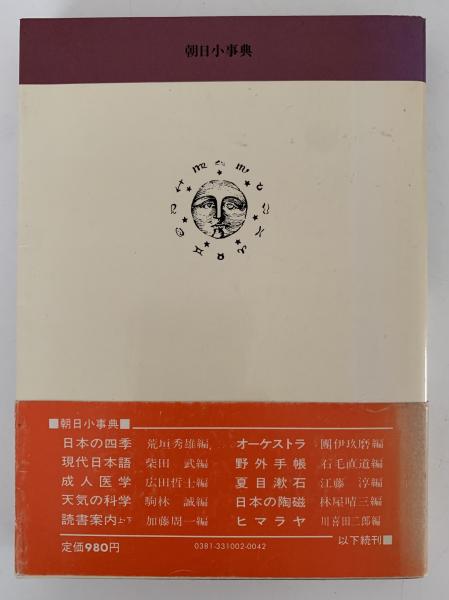 朝日小事典
■朝日小事典■
日本の四季 荒垣秀雄編
現代日本語 柴田 武編
成人医学 広田哲士編
天気の科学 駒林 誠編
読書案内上・下 加藤周一編
定価980円
オーケストラ 團伊玖磨編
野外手帳 石毛直道編
夏目漱石 江藤 淳編
日本の陶磁 林屋晴三編
ヒマラヤ 川喜田二郎編
0381-331002-0042
以下続刊■